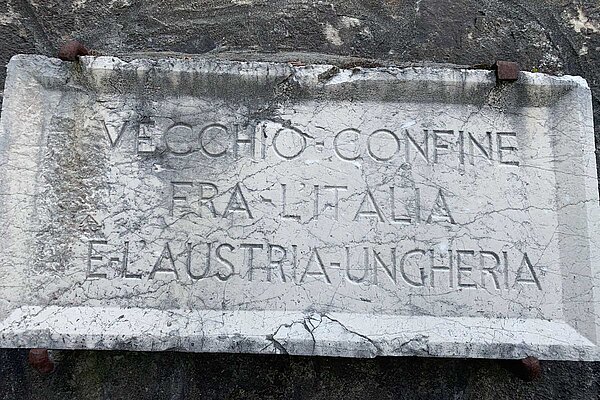 VECCHIO-CONFINE
FRA-L'ITALIA
E-L'AUSTRIA-UNGHERIA